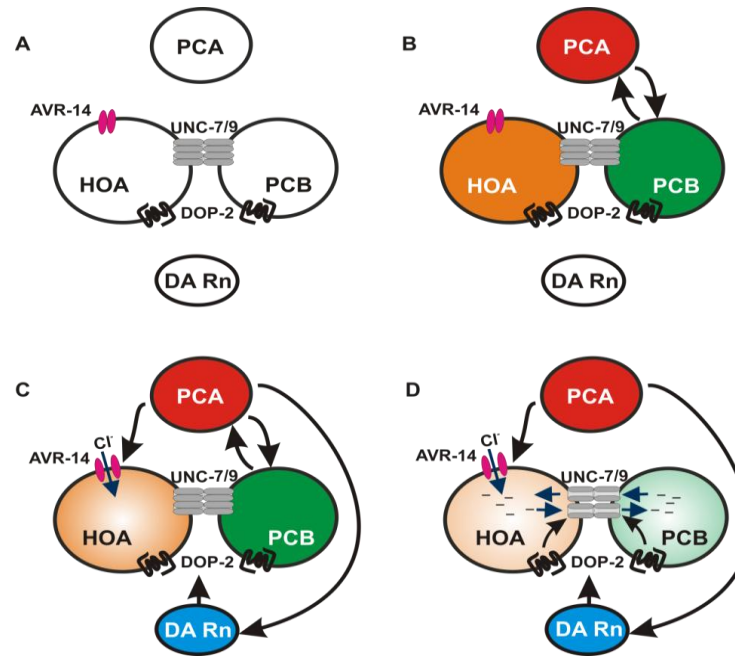 A
PCA
AVR-14
UNC-7/9
HOA
PCB
DOP-2
DA Rn
B
PCA
AVR-14
UNC-7/9
HOA
PCB
DOP-2
DA Rn
C
PCA
Cl-
AVR-14
UNC-7/9
HOA
PCB
DOP-2
DA Rn
D
PCA
Cl-
AVR-14
UNC-7/9
HOA
PCB
DOP-2
DA Rn